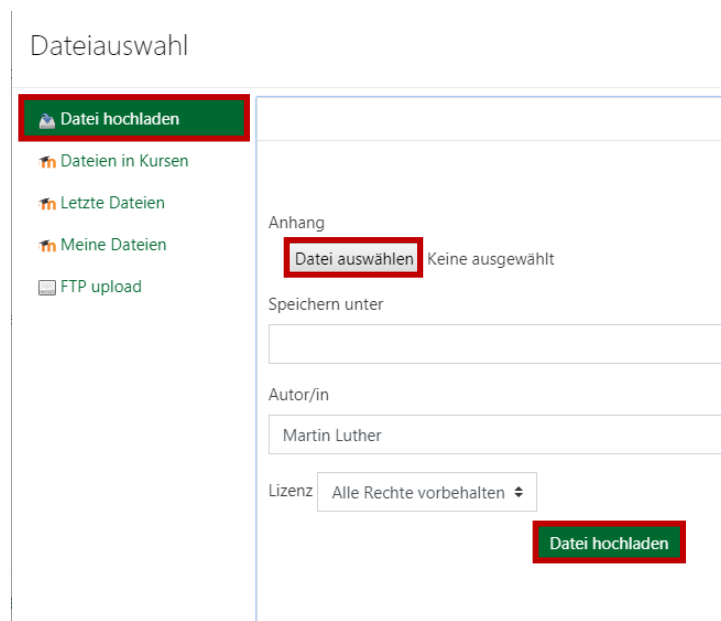 Dateiauswahl
Datei hochladen
Dateien in Kursen
Letzte Dateien
Meine Dateien
FTP upload
Anhang
Datei auswählen Keine ausgewählt
Speichern unter
Autor/in
Martin Luther
Lizenz Alle Rechte vorbehalten
Datei hochladen